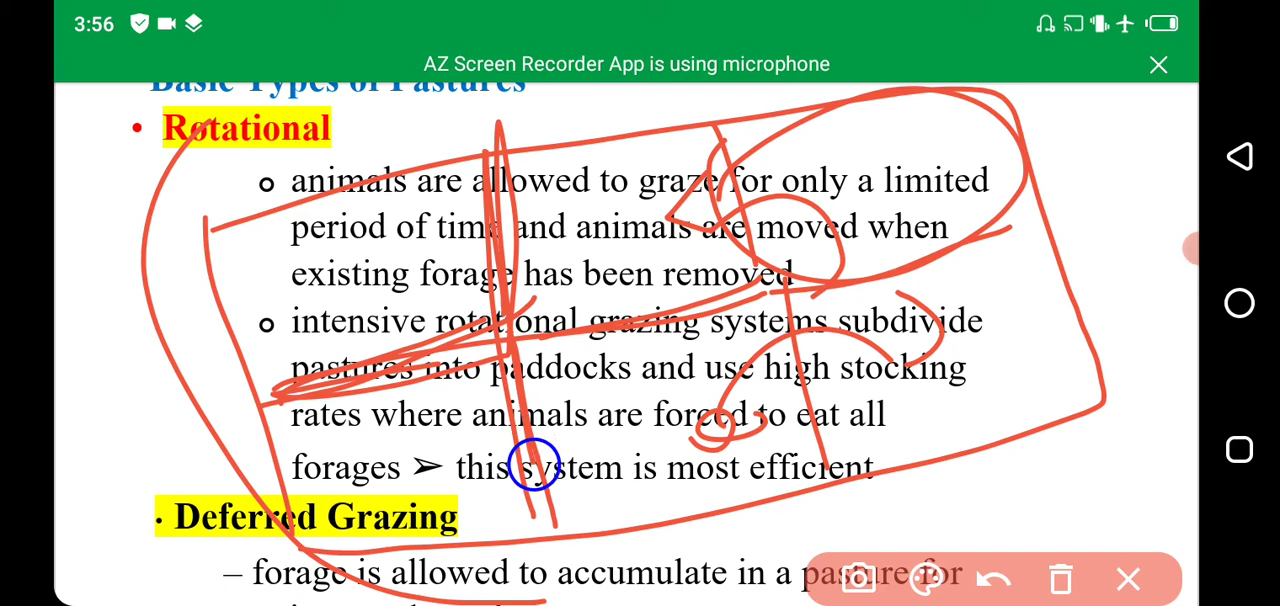 3:56
AZ Screen Recorder App is using microphone
Basic Types of Pastures
• Rotational
o animals are allowed to graze for only a limited
period of time and animals are moved when
existing forage has been removed
o intensive rotational grazing systems subdivide
pastures into paddocks and use high stocking
rates where animals are forced to eat all
forages ➢ this system is most efficient
· Deferred Grazing
– forage is allowed to accumulate in a pasture for